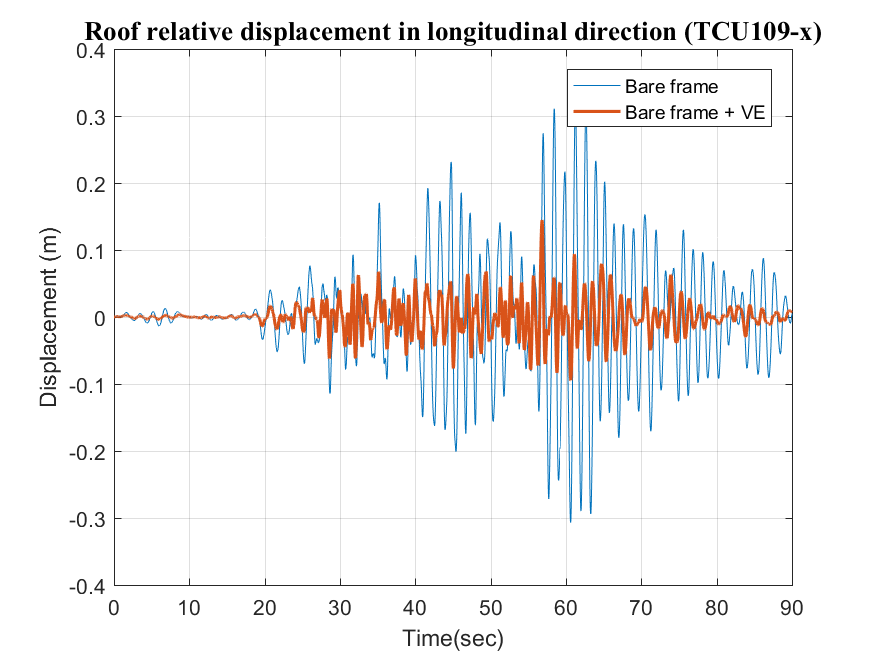 Roof relative displacement in longitudinal direction (TCU109-x)
0.4
0.3
0.2
0.1
0
-0.1
-0.2
-0.3
-0.4
Displacement (m)
Bare frame
Bare frame + VE
0 10 20 30 40 50 60 70 80 90
Time(sec)